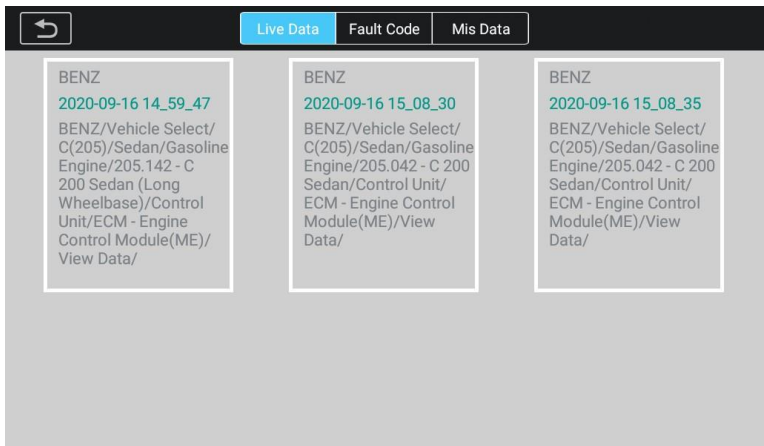 Live Data Fault Code Mis Data
BENZ
2020-09-16 14_59_47
BENZ/Vehicle Select/
C(205)/Sedan/Gasoline
Engine/205.142 - C
200 Sedan (Long
Wheelbase)/Control
Unit/ECM - Engine
Control Module(ME)/
View Data/
BENZ
2020-09-16 15_08_30
BENZ/Vehicle Select/
C(205)/Sedan/Gasoline
Engine/205.042 - C 200
Sedan/Control Unit/
ECM - Engine Control
Module(ME)/View
Data/
BENZ
2020-09-16 15_08_35
BENZ/Vehicle Select/
C(205)/Sedan/Gasoline
Engine/205.042 - C 200
Sedan/Control Unit/
ECM - Engine Control
Module(ME)/View
Data/